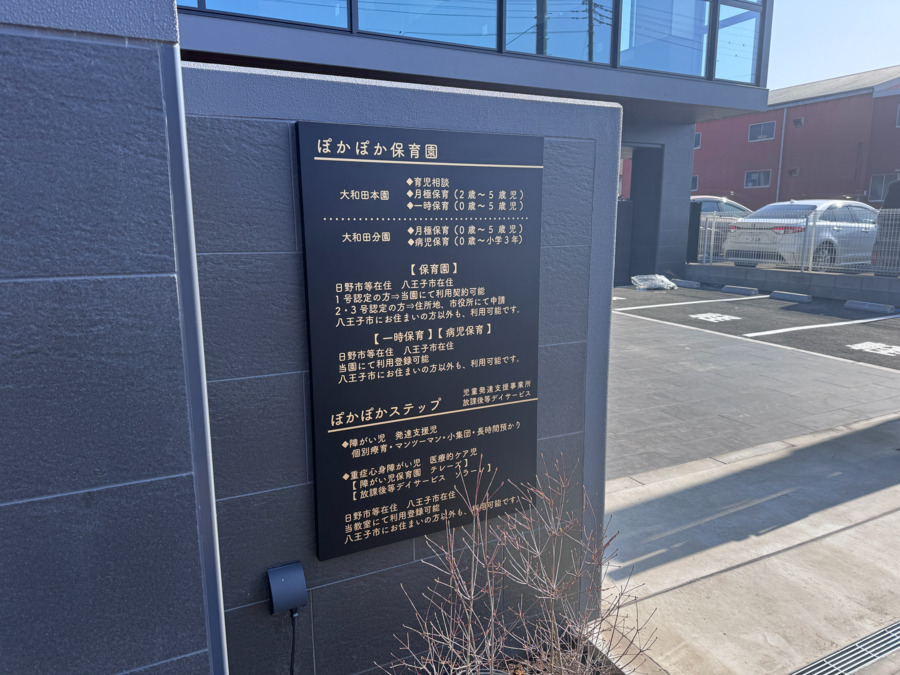 ぽかぽか保育園
◆育児相談
大和田本園 ◆月極保育(2歳〜5歳児)
◆一時保育(0歳〜5歳児)
大和田分園 ◆月極保育(0歳〜5歳児)
◆病児保育(0歳〜小学3年)
【保育園】
日野市等在住 八王子市在住
1号認定の方⇒当園にて利用契約可能
2・3号認定の方⇒住所地、市役所にて申請
八王子市にお住まいの方以外も、利用可能です。
【一時保育】【病児保育】
日野市等在住 八王子市在住
当園にて利用登録可能
八王子市にお住まいの方以外も、利用可能です。
児童発達支援事業所
ぽかぽかステップ 放課後等デイサービス
◆障がい児 発達支援児
個別療育・マンツーマン・小集団・長時間預かり
◆重症心身障がい児 医療的ケア児
【障がい児保育園 テレーズ】
【放課後等デイサービス
日野市等在住 八王子市在住
当教室にて利用登録可能
八王子市にお住まいの方以外も、利用可能です。